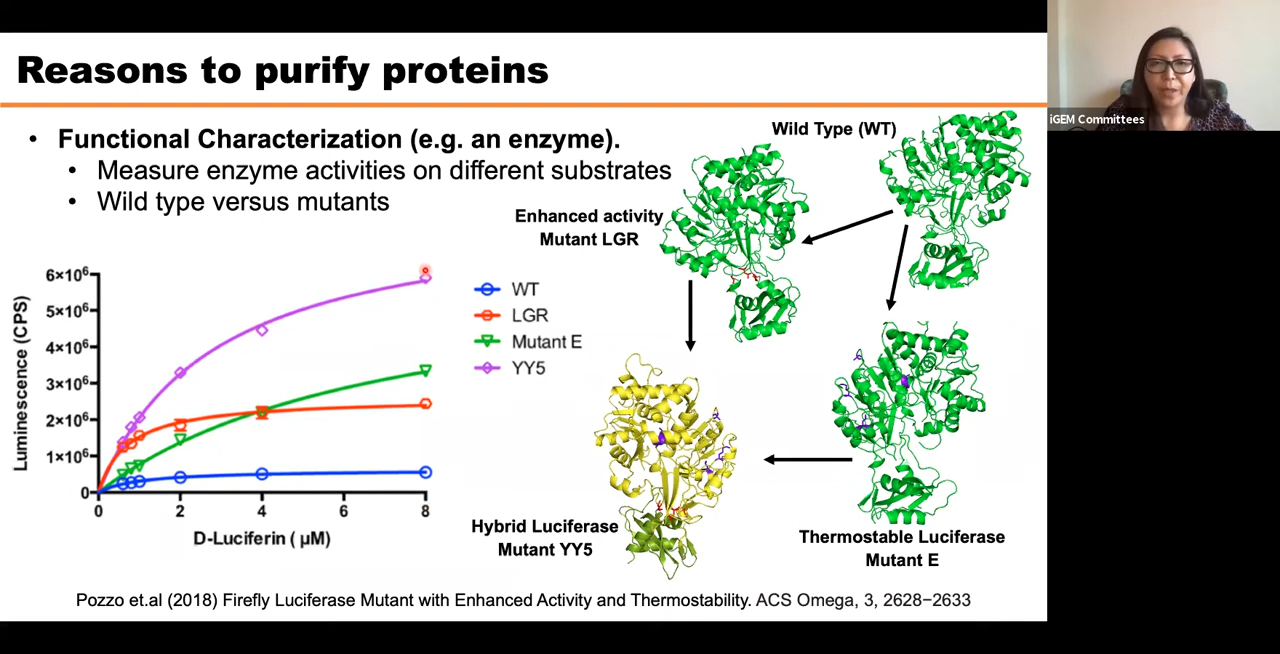 Reasons to purify proteins
iGEM Committees
• Functional Characterization (e.g. an enzyme).
• Measure enzyme activities on different substrates
• Wild type versus mutants
Wild Type (WT)
Enhanced activity
Mutant LGR
6×10⁶
5×10⁶
4×10⁶
3×10⁶
2×10⁶
1×10⁶
0
Luminescence (CPS)
0 2 4 6 8
D-Luciferin ( µM)
WT
LGR
Mutant E
YY5
Hybrid Luciferase
Mutant YY5
Thermostable Luciferase
Mutant E
Pozzo et.al (2018) Firefly Luciferase Mutant with Enhanced Activity and Thermostability. ACS Omega, 3, 2628−2633